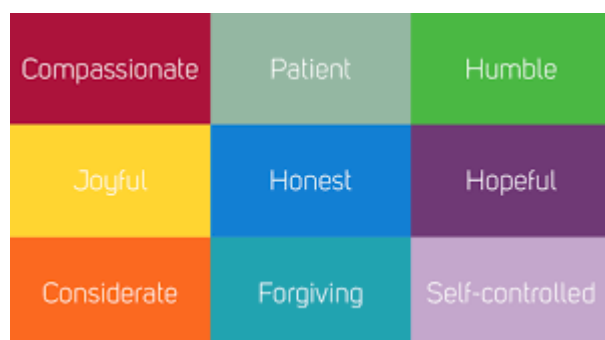 Compassionate
Patient
Humble
Joyful
Honest
Hopeful
Considerate
Forgiving
Self-controlled